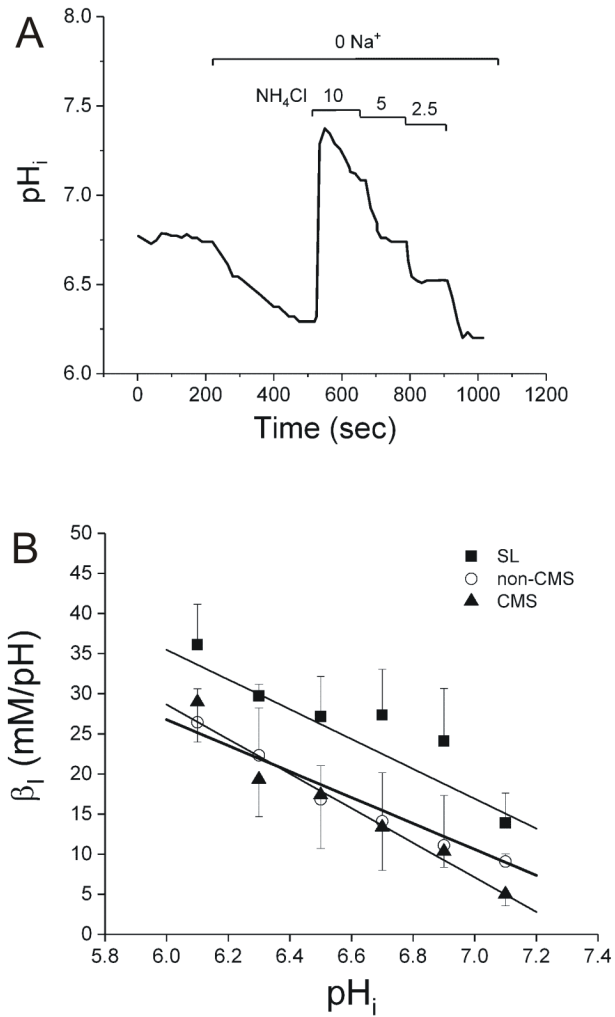 A
8.0
0 Na⁺
7.5
NH₄Cl 10 5 2.5
7.0
6.5
6.0
pHᵢ
0 200 400 600 800 1000 1200
Time (sec)
B
50
45
40
35
30
25
20
15
10
5
0
SL
non-CMS
CMS
βI (mM/pH)
5.8 6.0 6.2 6.4 6.6 6.8 7.0 7.2 7.4
pHᵢ